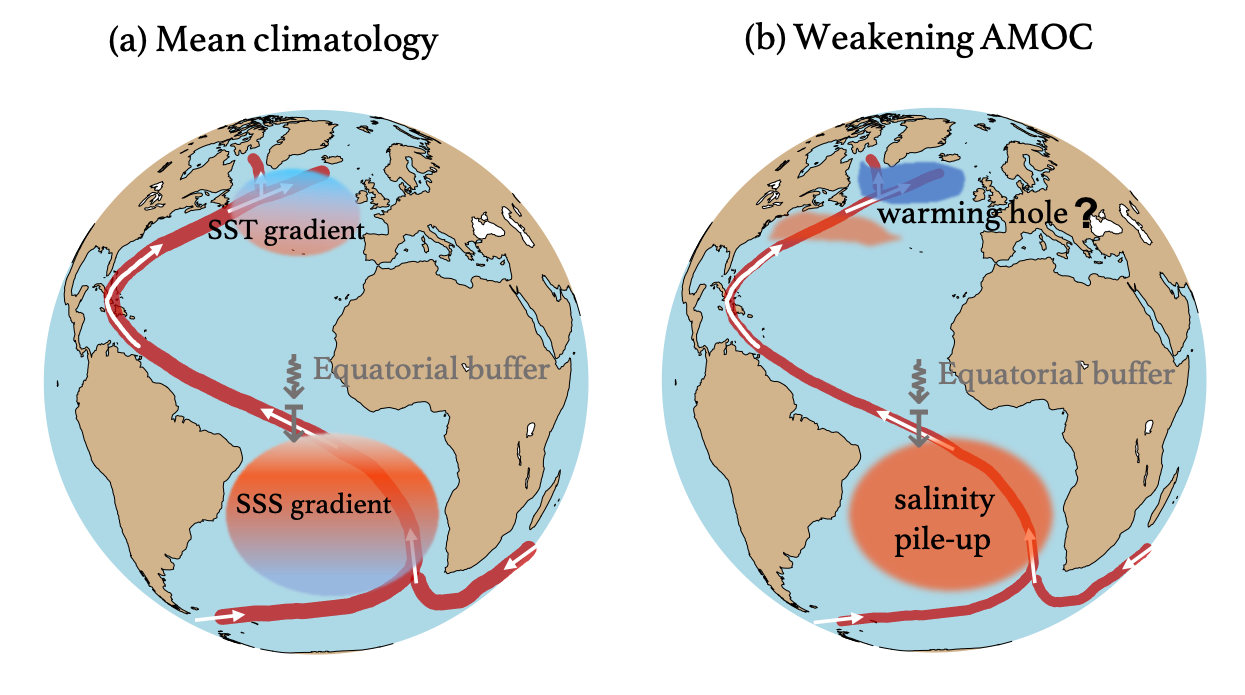 (a) Mean climatology
SST gradient
Equatorial buffer
SSS gradient
(b) Weakening AMOC
warming hole ?
Equatorial buffer
salinity
pile-up